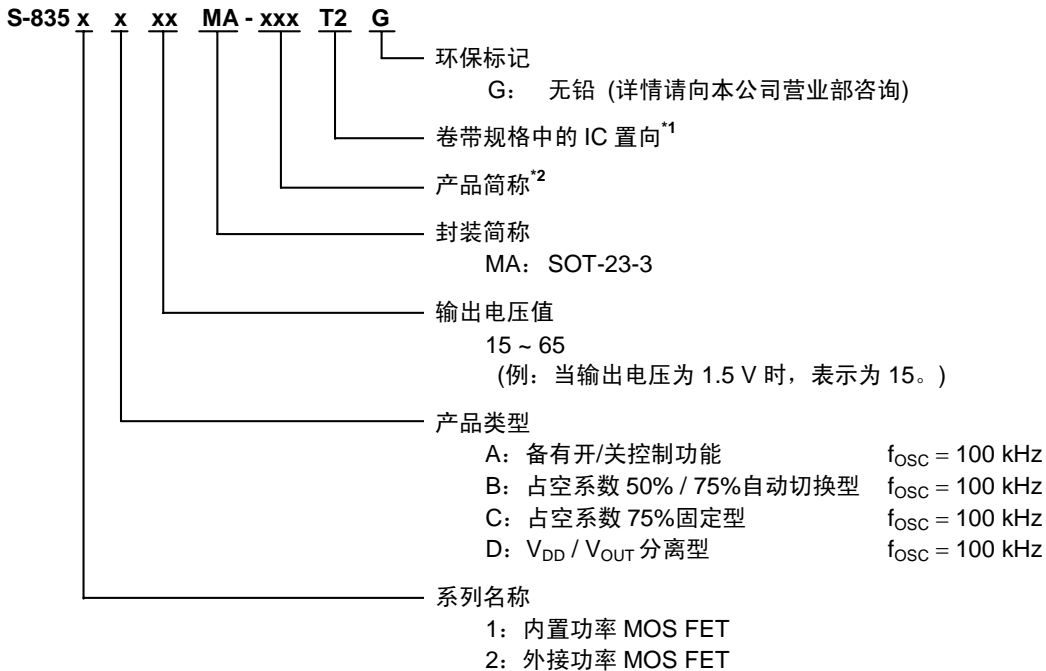 S-835 x x xx MA - xxx T2 G
环保标记
G： 无铅 (详情请向本公司营业部咨询)
卷带规格中的 IC 置向*1
产品简称*2
封装简称
MA：SOT-23-3
输出电压值
15 ~ 65
(例：当输出电压为 1.5 V 时，表示为 15。)
产品类型
A：备有开/关控制功能 fOSC = 100 kHz
B：占空系数 50% / 75%自动切换型 fOSC = 100 kHz
C：占空系数 75%固定型 fOSC = 100 kHz
D：VDD / VOUT 分离型 fOSC = 100 kHz
系列名称
1：内置功率 MOS FET
2：外接功率 MOS FET